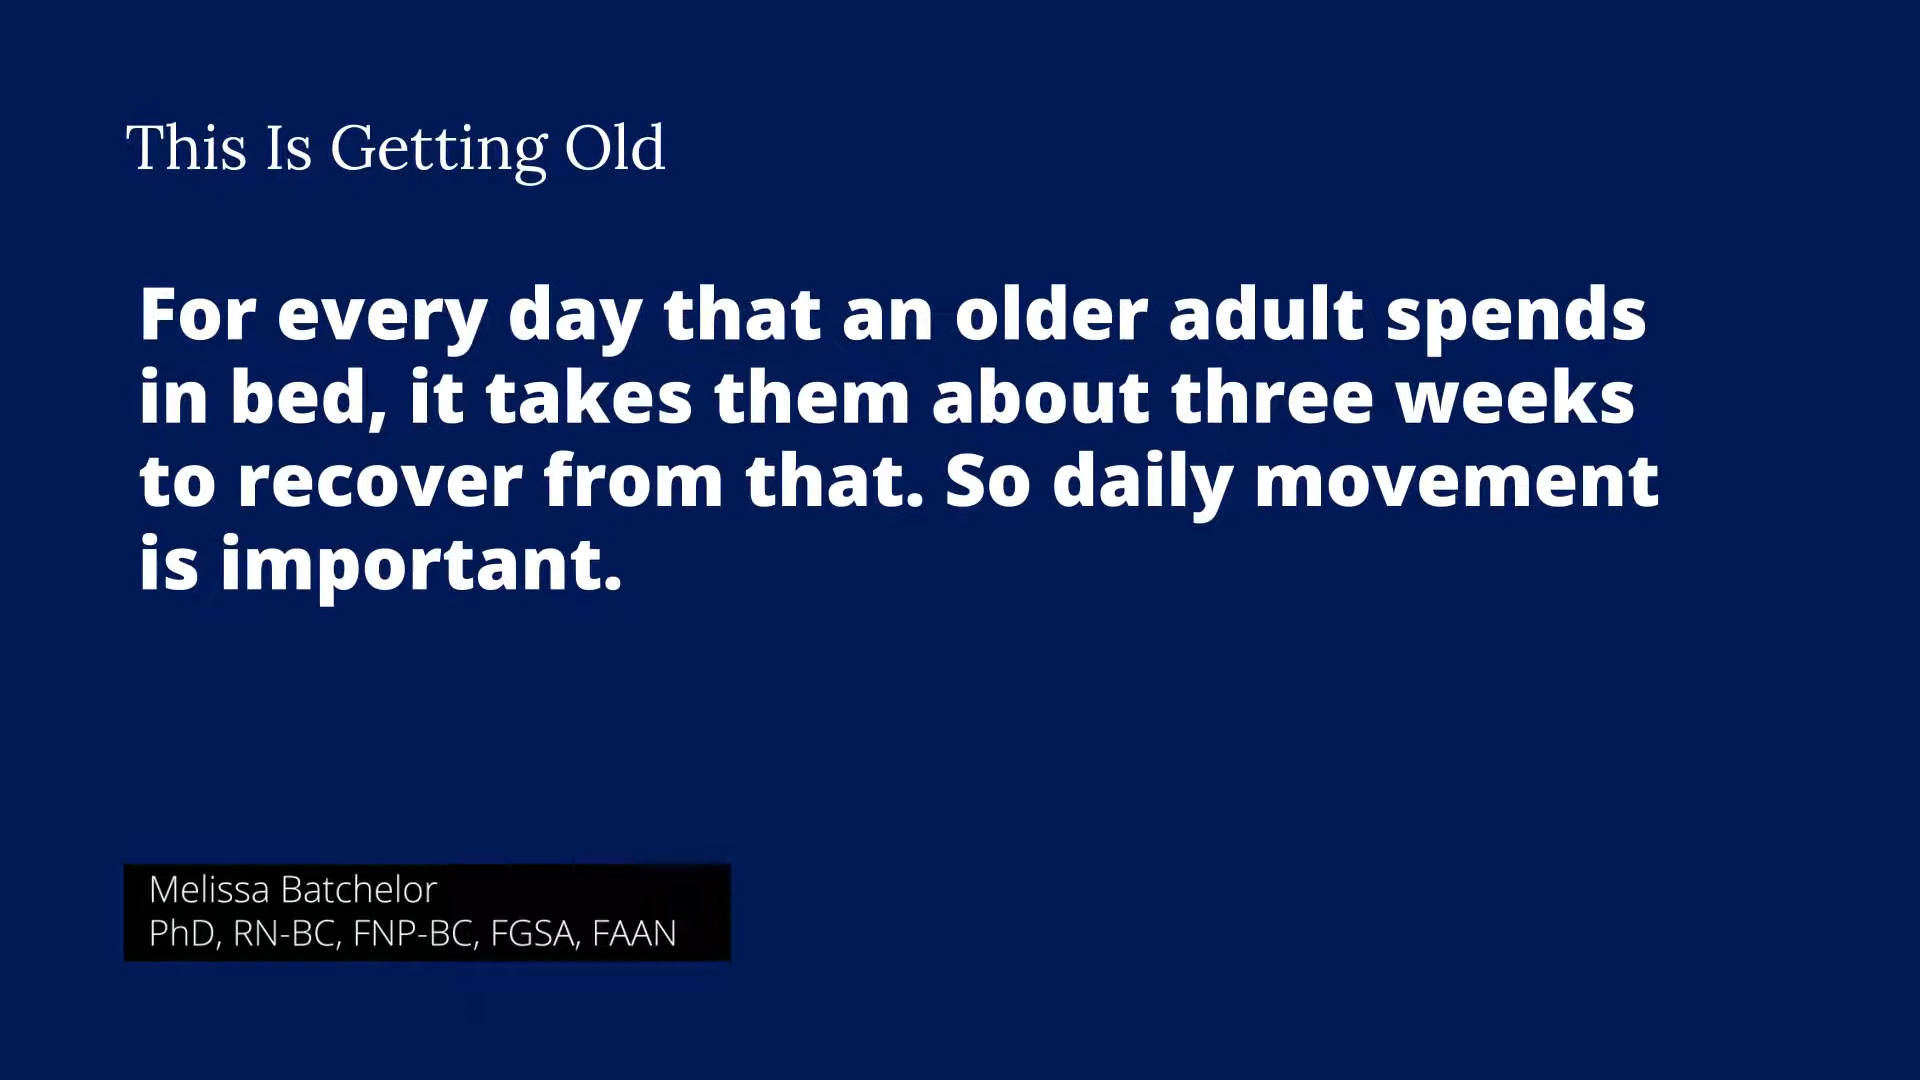 This Is Getting Old
For every day that an older adult spends
in bed, it takes them about three weeks
to recover from that. So daily movement
is important.
Melissa Batchelor
PhD, RN-BC, FNP-BC, FGSA, FAAN